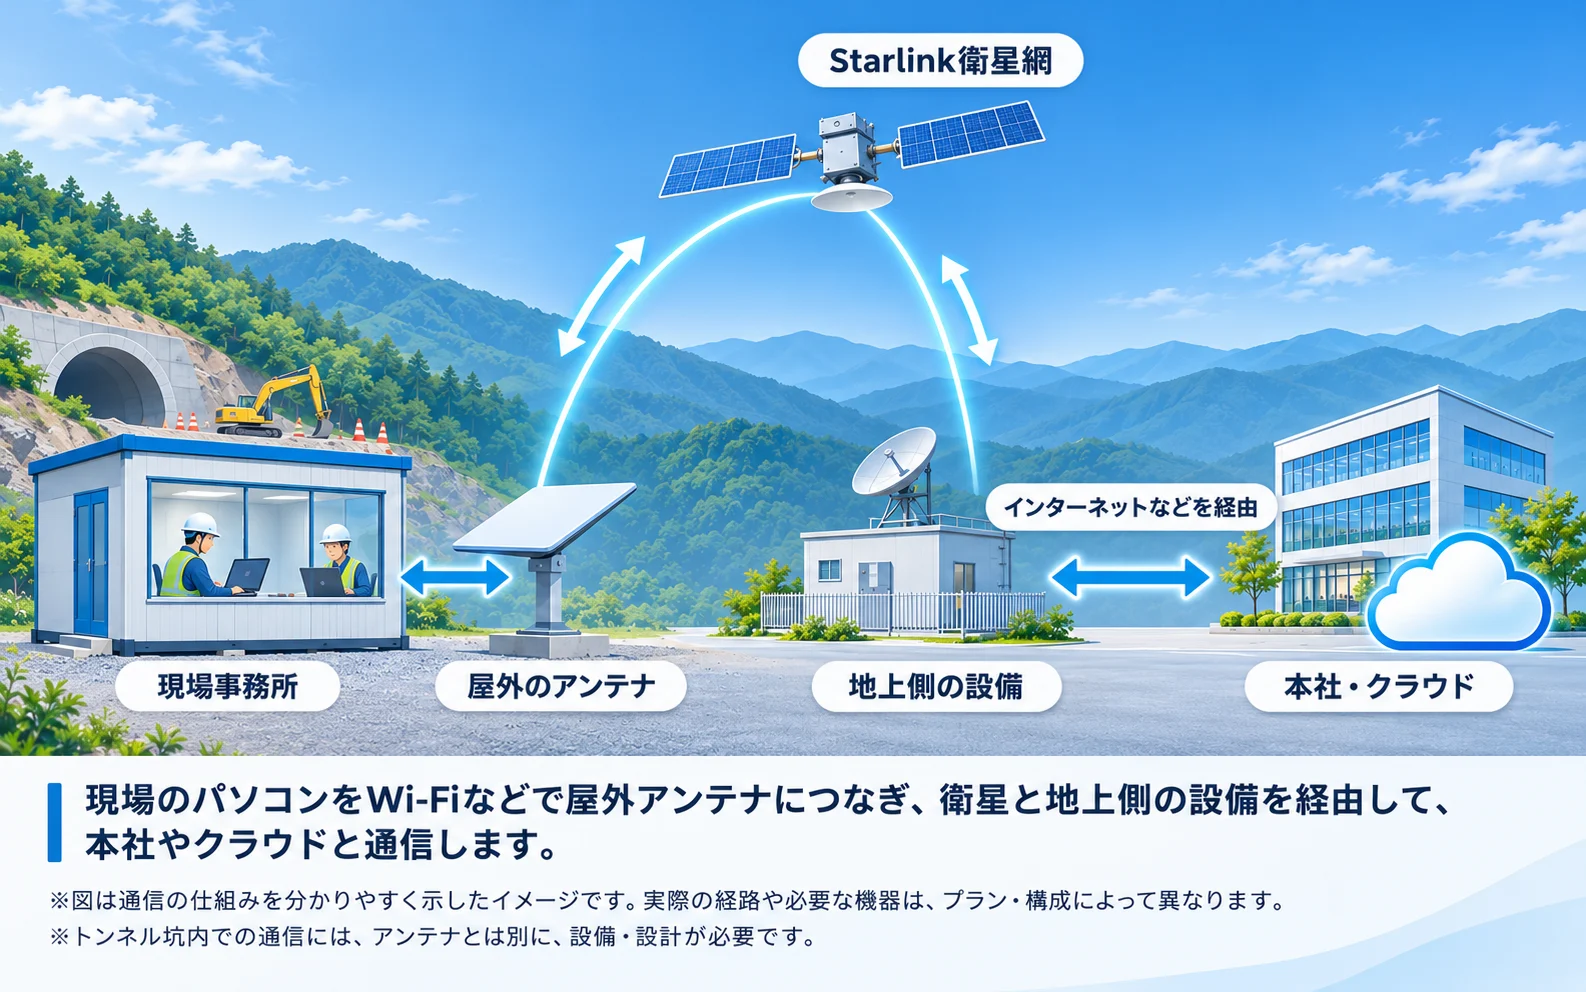 Starlink衛星網
インターネットなどを経由
現場事務所
屋外のアンテナ
地上側の設備
本社・クラウド
現場のパソコンをWi-Fiなどで屋外アンテナにつなぎ、衛星と地上側の設備を経由して、
本社やクラウドと通信します。
※図は通信の仕組みを分かりやすく示したイメージです。実際の経路や必要な機器は、プラン・構成によって異なります。
※トンネル坑内での通信には、アンテナとは別に、設備・設計が必要です。